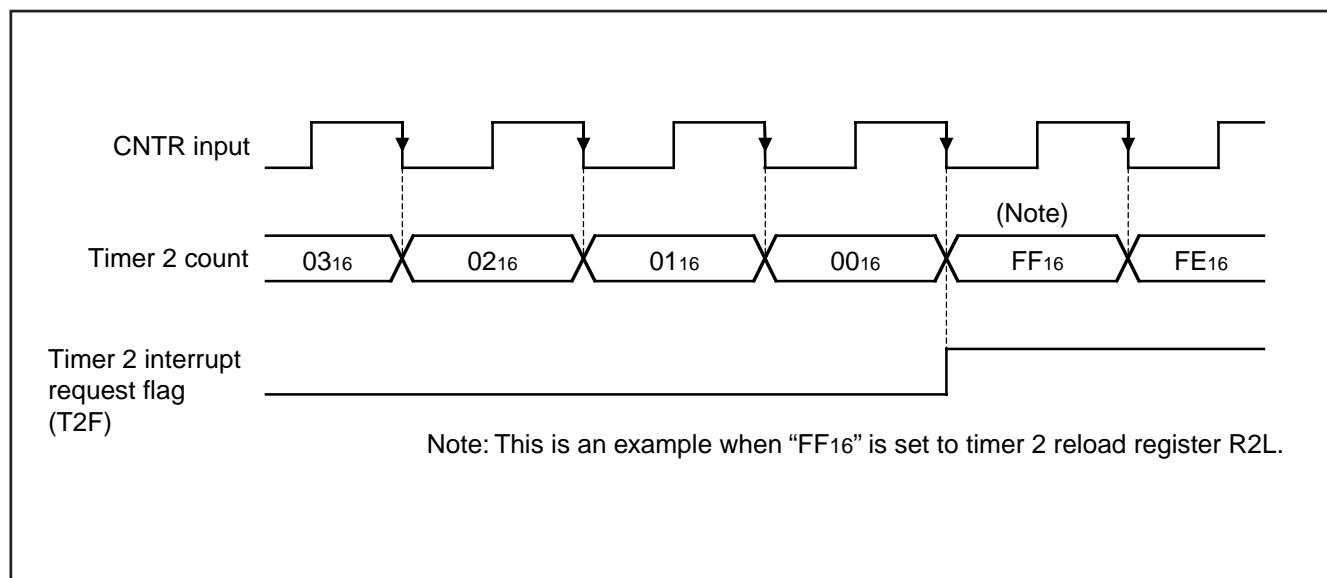 CNTR input
(Note)
Timer 2 count
0316 0216 0116 0016 FF16 FE16
Timer 2 interrupt
request flag
(T2F)
Note: This is an example when “FF16” is set to timer 2 reload register R2L.